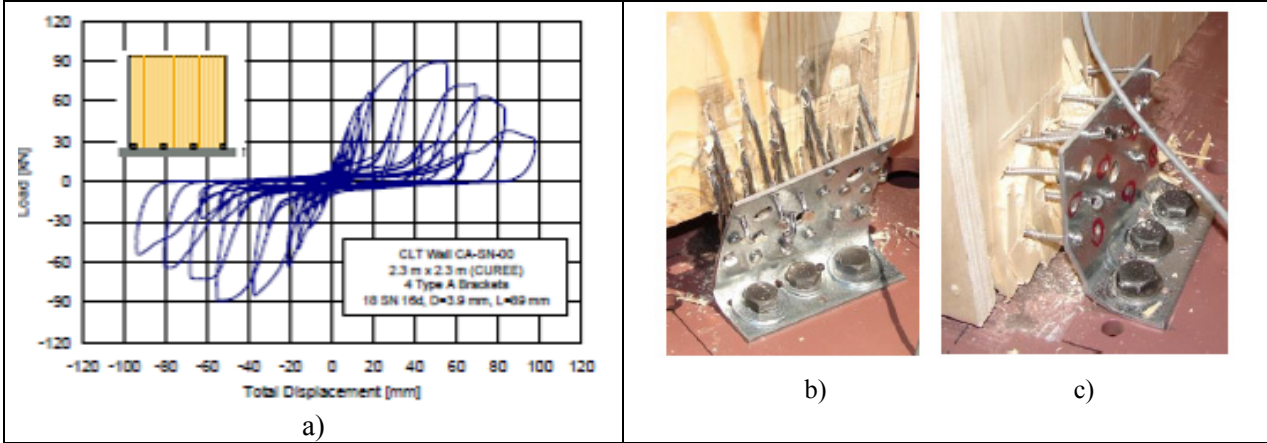 120
90
60
30
0
-30
-60
-90
-120
Load [kN]
CLT Wall CA-SN-00
2.3 m x 2.3 m (CUREE)
4 Type A Brackets
18 SN 16d, D=3.9 mm, L=89 mm
-120 -100 -80 -60 -40 -20 0 20 40 60 80 100 120
Total Displacement [mm]
a)
b)
c)